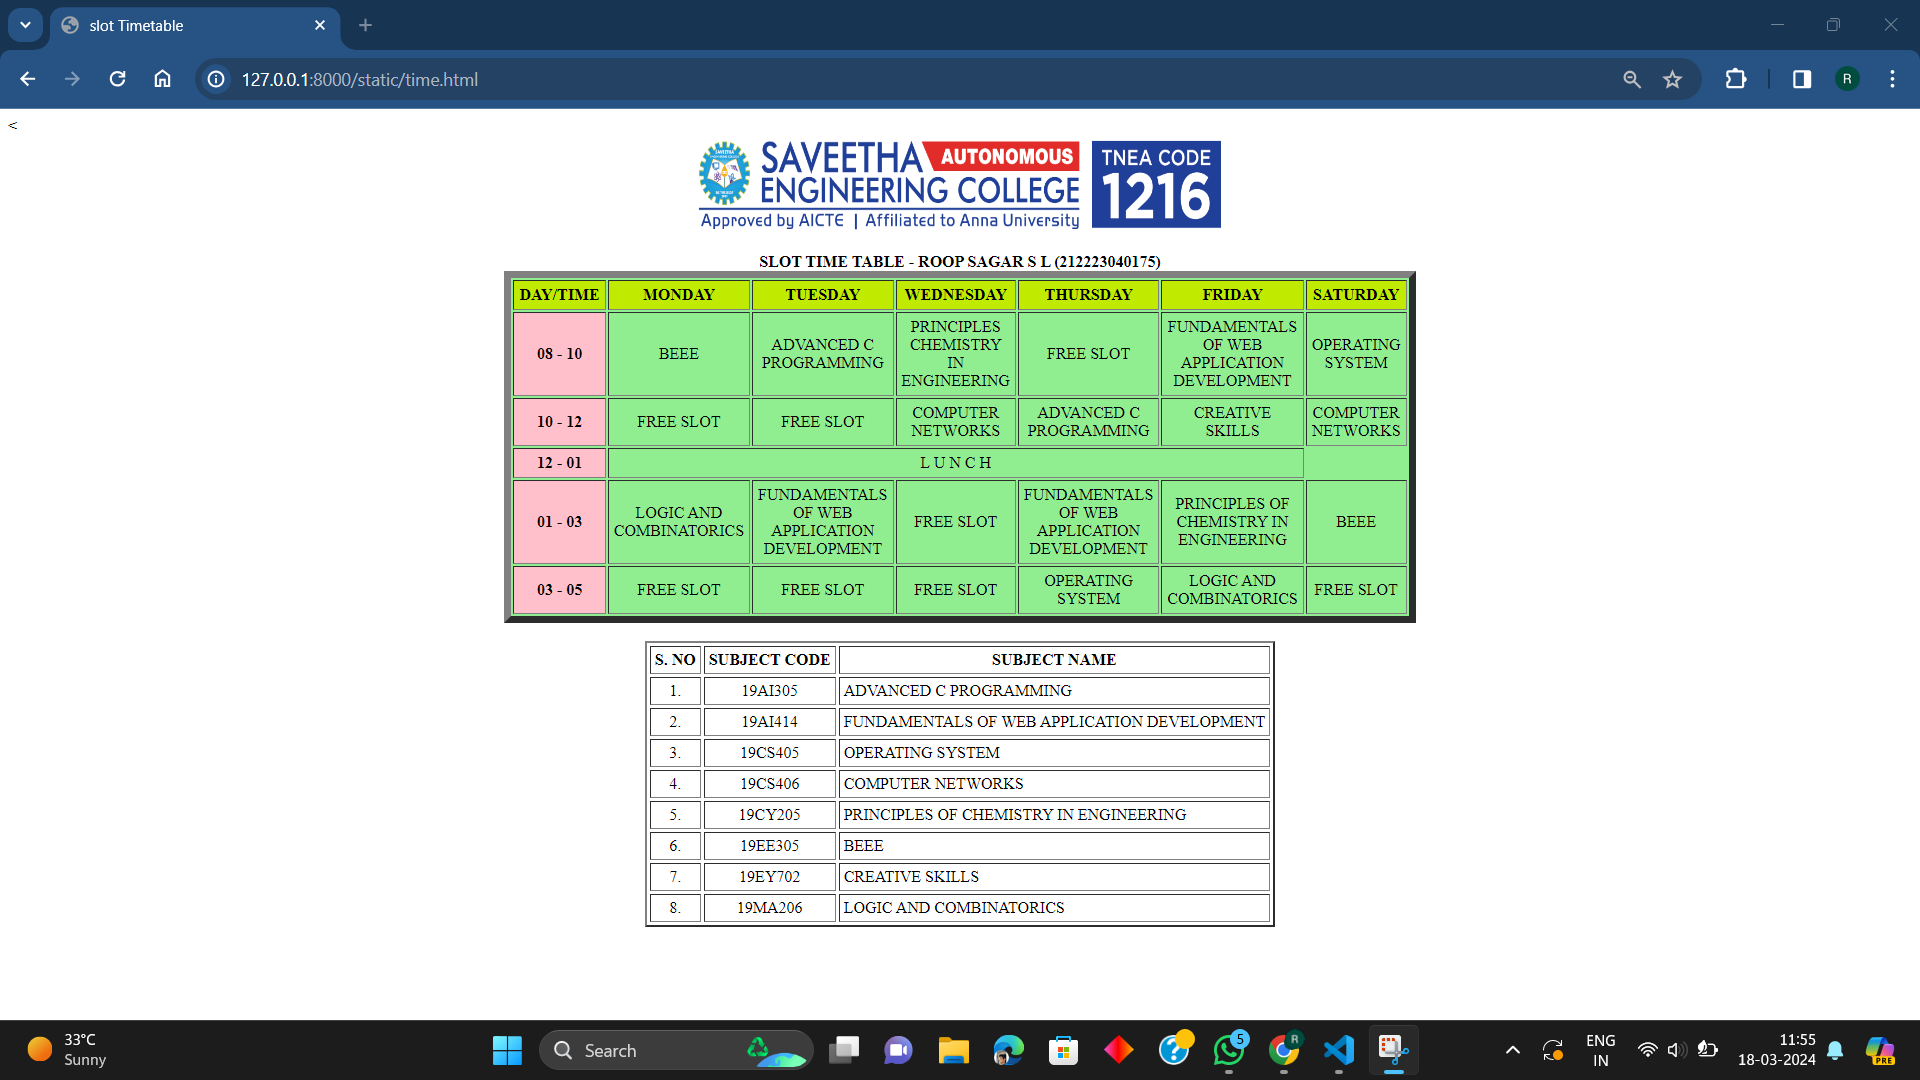 slot Timetable
127.0.0.1:8000/static/time.html
R
<
SAVEETHA AUTONOMOUS
ENGINEERING COLLEGE
Approved by AICTE | Affiliated to Anna University
TNEA CODE
1216
SLOT TIME TABLE - ROOP SAGAR S L (212223040175)
DAY/TIME MONDAY TUESDAY WEDNESDAY THURSDAY FRIDAY SATURDAY
08 - 10
BEEE
ADVANCED C
PROGRAMMING
PRINCIPLES
CHEMISTRY
IN
ENGINEERING
FREE SLOT
FUNDAMENTALS
OF WEB
APPLICATION
DEVELOPMENT
OPERATING
SYSTEM
10 - 12
FREE SLOT
FREE SLOT
COMPUTER
NETWORKS
ADVANCED C
PROGRAMMING
CREATIVE
SKILLS
COMPUTER
NETWORKS
12 - 01
L U N C H
01 - 03
LOGIC AND
COMBINATORICS
FUNDAMENTALS
OF WEB
APPLICATION
DEVELOPMENT
FREE SLOT
FUNDAMENTALS
OF WEB
APPLICATION
DEVELOPMENT
PRINCIPLES OF
CHEMISTRY IN
ENGINEERING
BEEE
03 - 05
FREE SLOT
FREE SLOT
FREE SLOT
OPERATING
SYSTEM
LOGIC AND
COMBINATORICS
FREE SLOT
S. NO SUBJECT CODE SUBJECT NAME
1. 19AI305 ADVANCED C PROGRAMMING
2. 19AI414 FUNDAMENTALS OF WEB APPLICATION DEVELOPMENT
3. 19CS405 OPERATING SYSTEM
4. 19CS406 COMPUTER NETWORKS
5. 19CY205 PRINCIPLES OF CHEMISTRY IN ENGINEERING
6. 19EE305 BEEE
7. 19EY702 CREATIVE SKILLS
8. 19MA206 LOGIC AND COMBINATORICS
33°C
Sunny
Search
5
R
ENG
IN
11:55
18-03-2024
PRE